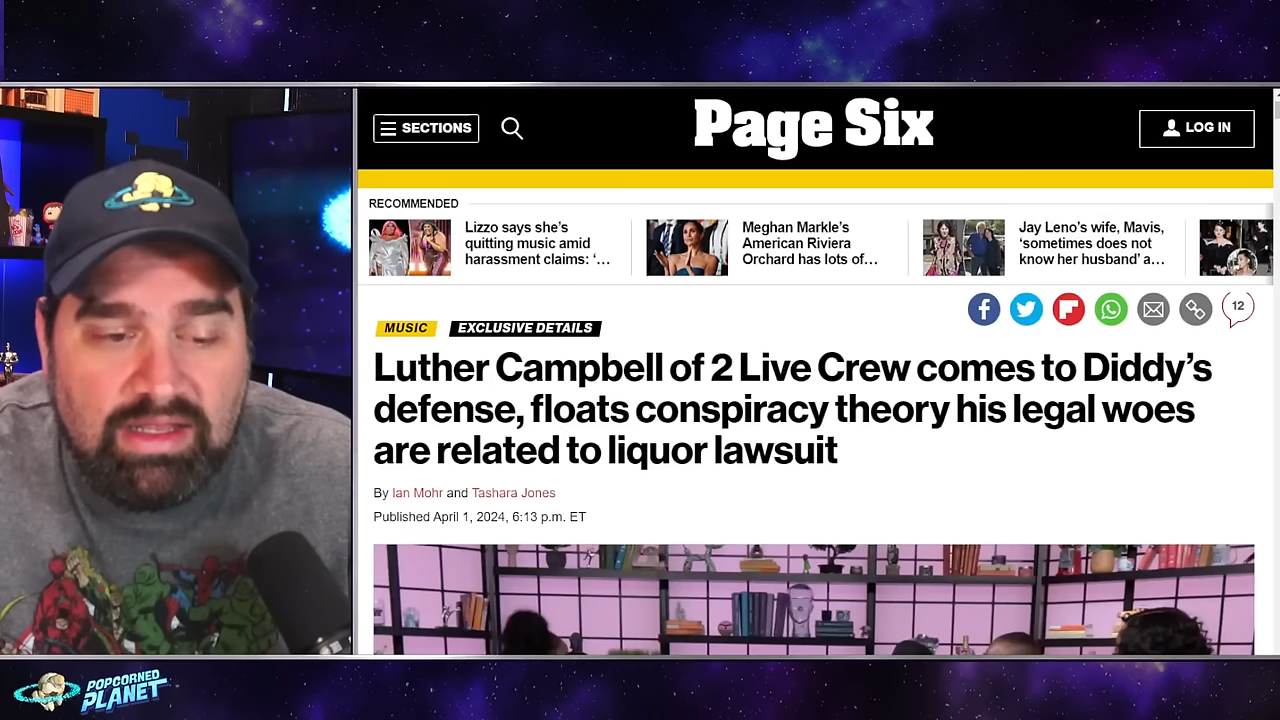 SECTIONS
Page Six
LOG IN
RECOMMENDED
Lizzo says she's
quitting music amid
harassment claims: '...
Meghan Markle's
American Riviera
Orchard has lots of...
Jay Leno's wife, Mavis,
'sometimes does not
know her husband' a...
12
MUSIC
EXCLUSIVE DETAILS
Luther Campbell of 2 Live Crew comes to Diddy's
defense, floats conspiracy theory his legal woes
are related to liquor lawsuit
By Ian Mohr and Tashara Jones
Published April 1, 2024, 6:13 p.m. ET
POPCORNED
PLANET